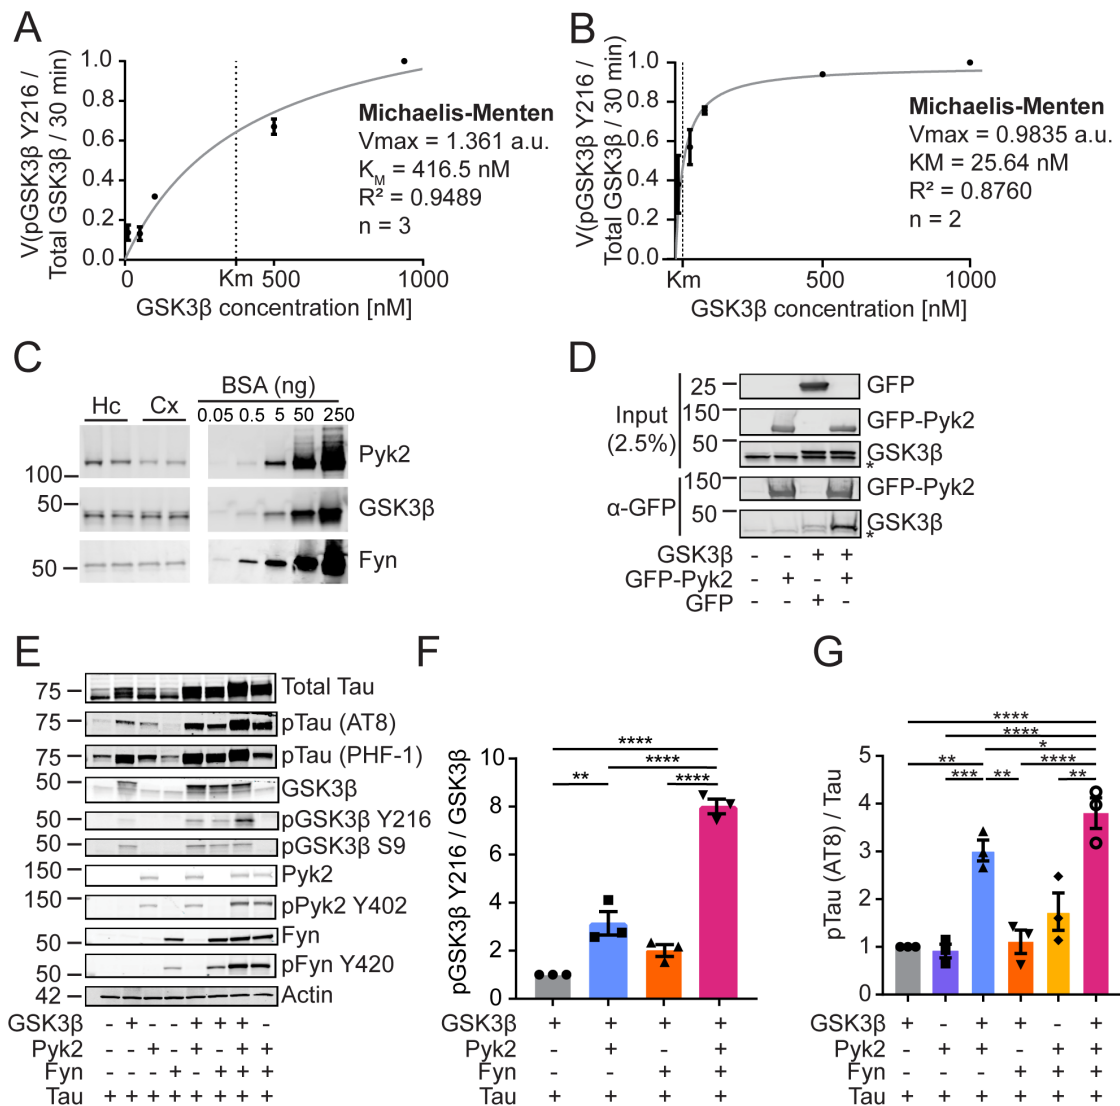 A
V(pGSK3β Y216 /
Total GSK3β / 30 min)
1.0
0.8
0.6
0.4
0.2
0.0
0
Km
500
1000
GSK3β concentration [nM]
Michaelis-Menten
Vmax = 1.361 a.u.
KM = 416.5 nM
R² = 0.9489
n = 3
B
V(pGSK3β Y216 /
Total GSK3β / 30 min)
1.0
0.8
0.6
0.4
0.2
0.0
Km
500
1000
GSK3β concentration [nM]
Michaelis-Menten
Vmax = 0.9835 a.u.
KM = 25.64 nM
R² = 0.8760
n = 2
C
Hc Cx
BSA (ng)
0.05 0.5 5 50 250
100
Pyk2
50
GSK3β
50
Fyn
D
Input
(2.5%)
25 GFP
150 GFP-Pyk2
50 GSK3β
*
α-GFP
150 GFP-Pyk2
50 GSK3β
*
GSK3β - - + +
GFP-Pyk2 - + - +
GFP - - + -
E
75 Total Tau
75 pTau (AT8)
75 pTau (PHF-1)
50 GSK3β
50 pGSK3β Y216
50 pGSK3β S9
150 Pyk2
150 pPyk2 Y402
50 Fyn
50 pFyn Y420
42 Actin
GSK3β - + - - + + + -
Pyk2 - - + - + - + +
Fyn - - - + - + + +
Tau + + + + + + + +
F
pGSK3β Y216 / GSK3β
10
8
6
4
2
0
****
****
** ****
GSK3β + + + +
Pyk2 - + - +
Fyn - - + +
Tau + + + +
G
pTau (AT8) / Tau
5
4
3
2
1
0
****
****
*
** ****
*** ** **
GSK3β + - + + - +
Pyk2 - + + - + +
Fyn - - - + + +
Tau + + + + + +